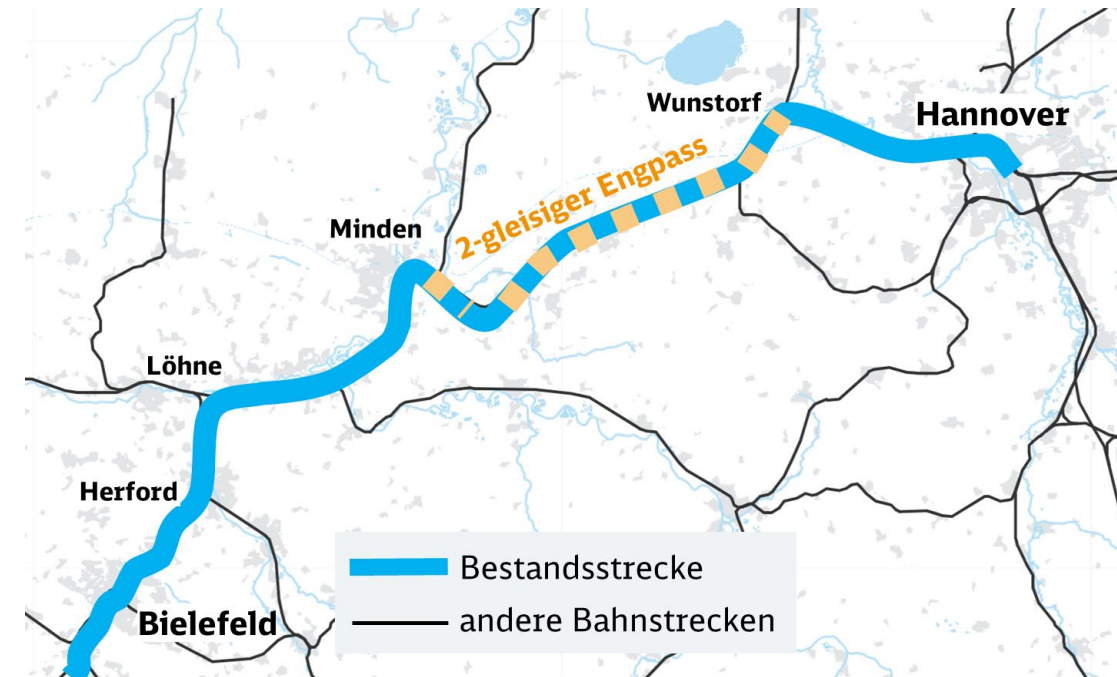 Wunstorf
Hannover
2-gleisiger Engpass
Minden
Löhne
Herford
Bielefeld
Bestandsstrecke
andere Bahnstrecken